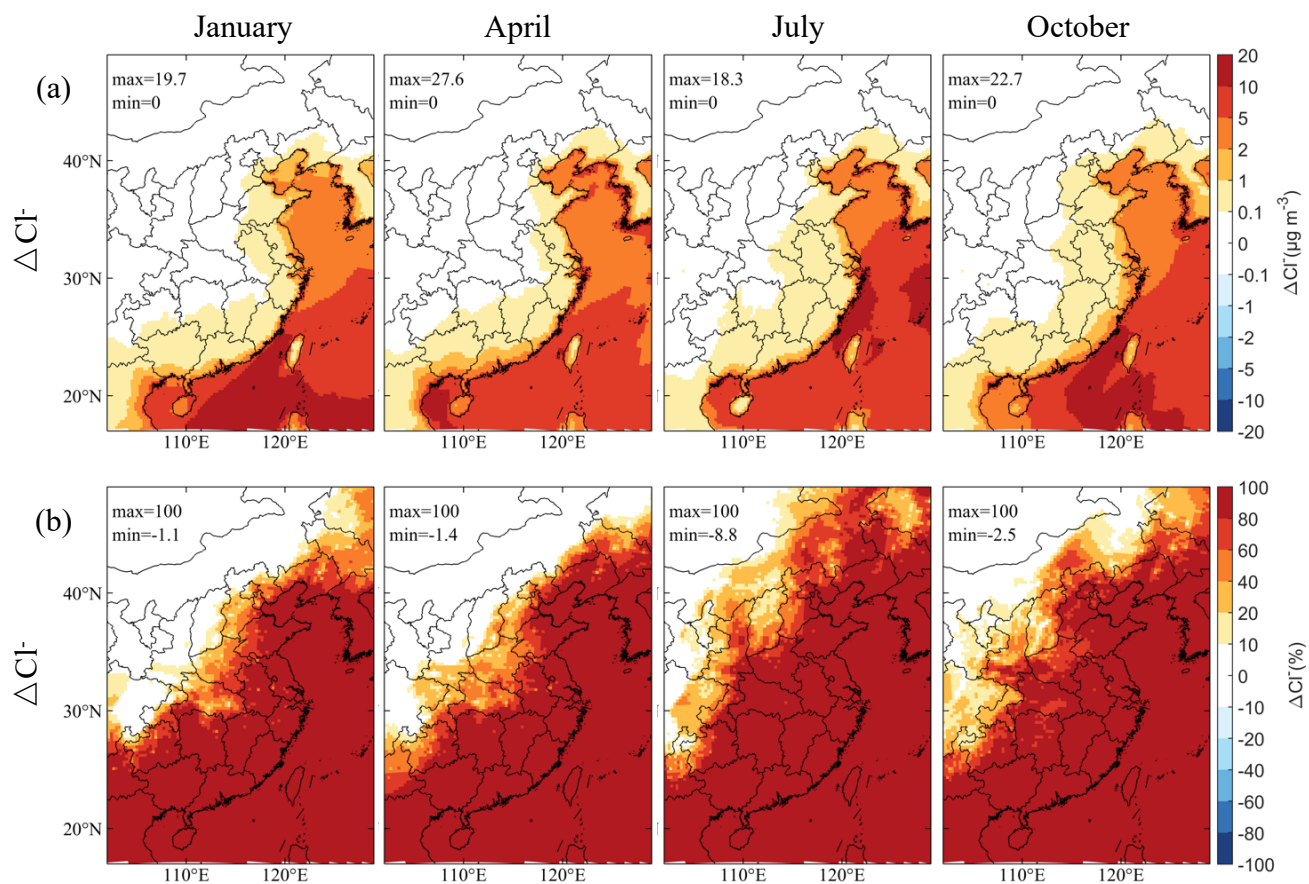 January April July October
(a)
△Cl-
max=19.7
min=0
max=27.6
min=0
max=18.3
min=0
max=22.7
min=0
40°N
30°N
20°N
110°E 120°E 110°E 120°E 110°E 120°E 110°E 120°E
20
10
5
2
1
0.1
0
-0.1
-1
-2
-5
-10
-20
△Cl-(μg m-3)
(b)
△Cl-
max=100
min=-1.1
max=100
min=-1.4
max=100
min=-8.8
max=100
min=-2.5
40°N
30°N
20°N
110°E 120°E 110°E 120°E 110°E 120°E 110°E 120°E
100
80
60
40
20
10
0
-10
-20
-40
-60
-80
-100
△Cl-(%)